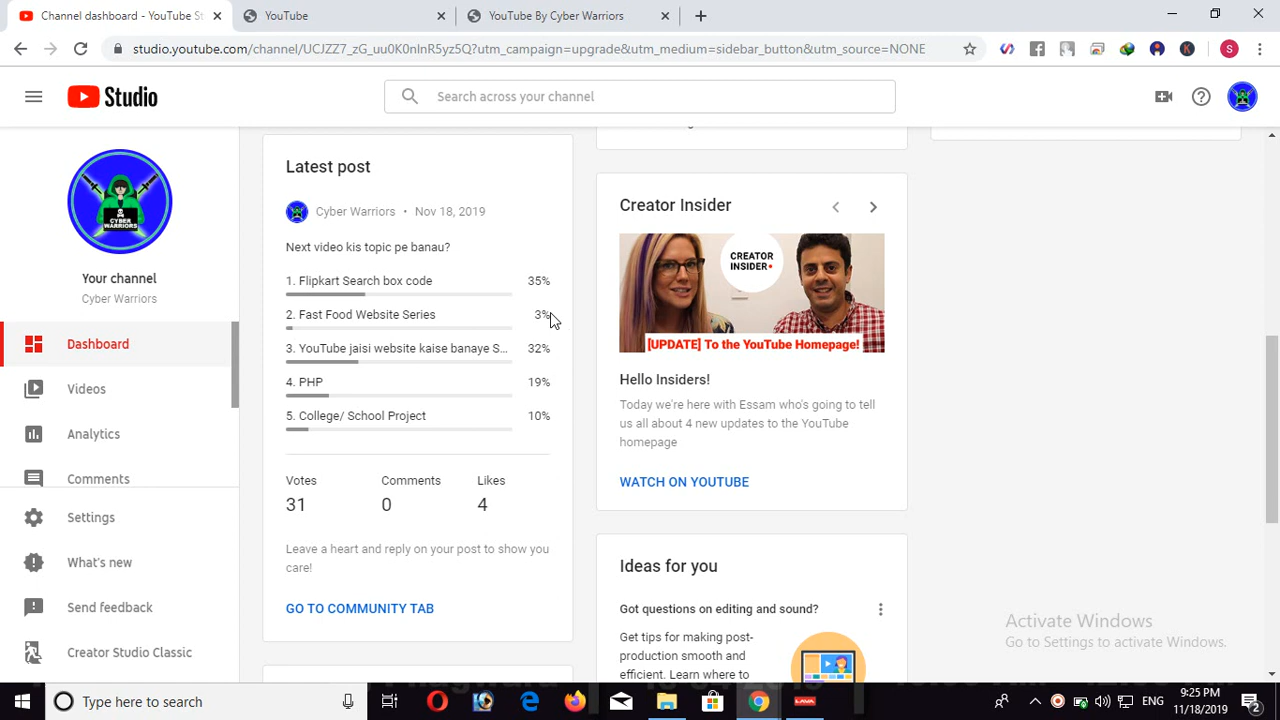 Channel dashboard - YouTube St
YouTube
YouTube By Cyber Warriors
studio.youtube.com/channel/UCJZZ7_zG_uu0K0nlnR5yz5Q?utm_campaign=upgrade&utm_medium=sidebar_button&utm_source=NONE
K
S
Studio
Search across your channel
CYBER
WARRIORS
Your channel
Cyber Warriors
Dashboard
Videos
Analytics
Comments
Settings
What's new
Send feedback
Creator Studio Classic
Latest post
Cyber Warriors • Nov 18, 2019
Next video kis topic pe banau?
1. Flipkart Search box code 35%
2. Fast Food Website Series 3%
3. YouTube jaisi website kaise banaye S... 32%
4. PHP 19%
5. College/ School Project 10%
Votes Comments Likes
31 0 4
Leave a heart and reply on your post to show you
care!
GO TO COMMUNITY TAB
Creator Insider
CREATOR
INSIDER
[UPDATE] To the YouTube Homepage!
Hello Insiders!
Today we're here with Essam who's going to tell
us all about 4 new updates to the YouTube
homepage
WATCH ON YOUTUBE
Ideas for you
Got questions on editing and sound?
Get tips for making post-
production smooth and
efficient. Learn where to
Activate Windows
Go to Settings to activate Windows.
Type here to search
LAVA
ENG
9:25 PM
11/18/2019
2